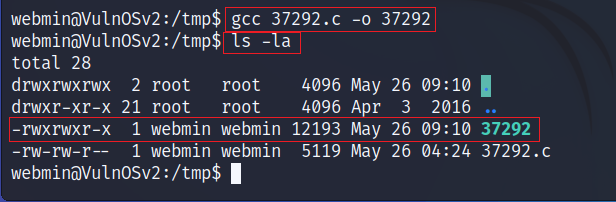 webmin@VulnOSv2:/tmp$ gcc 37292.c -o 37292
webmin@VulnOSv2:/tmp$ ls -la
total 28
drwxrwxrwx  2 root   root    4096 May 26 09:10 .
drwxr-xr-x 21 root   root    4096 Apr  3  2016 ..
-rwxrwxr-x  1 webmin webmin 12193 May 26 09:10 37292
-rw-rw-r--  1 webmin webmin  5119 May 26 04:24 37292.c
webmin@VulnOSv2:/tmp$